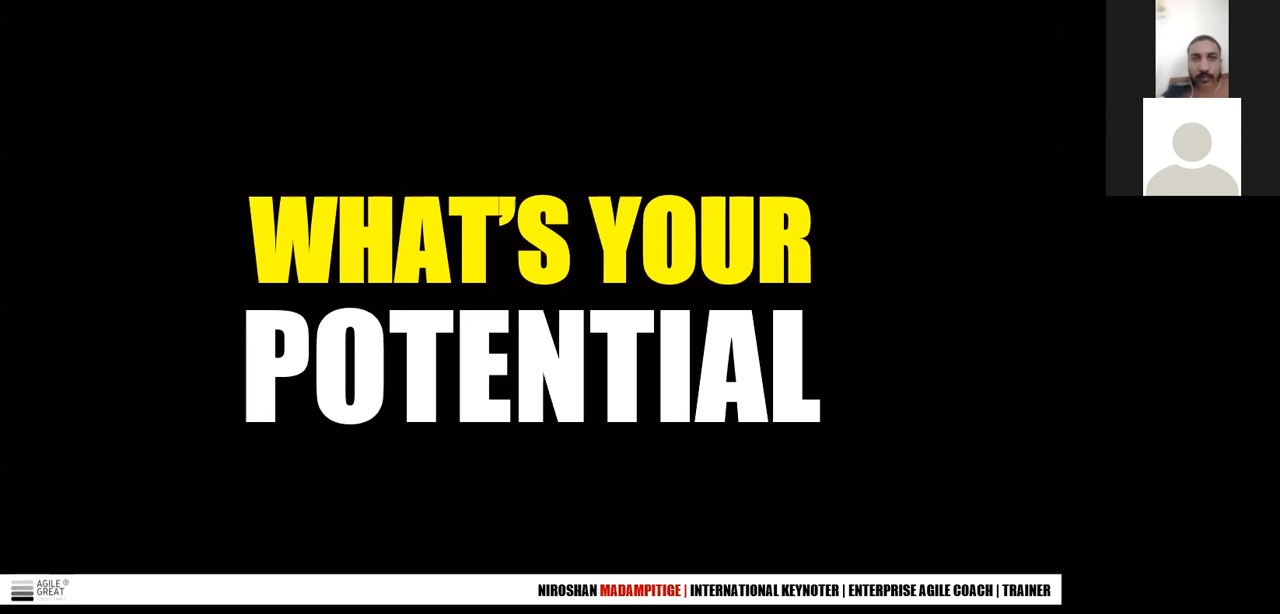 WHAT'S YOUR
POTENTIAL
AGILE ®
GREAT
NIROSHAN MADAMPITIGE | INTERNATIONAL KEYNOTER | ENTERPRISE AGILE COACH | TRAINER